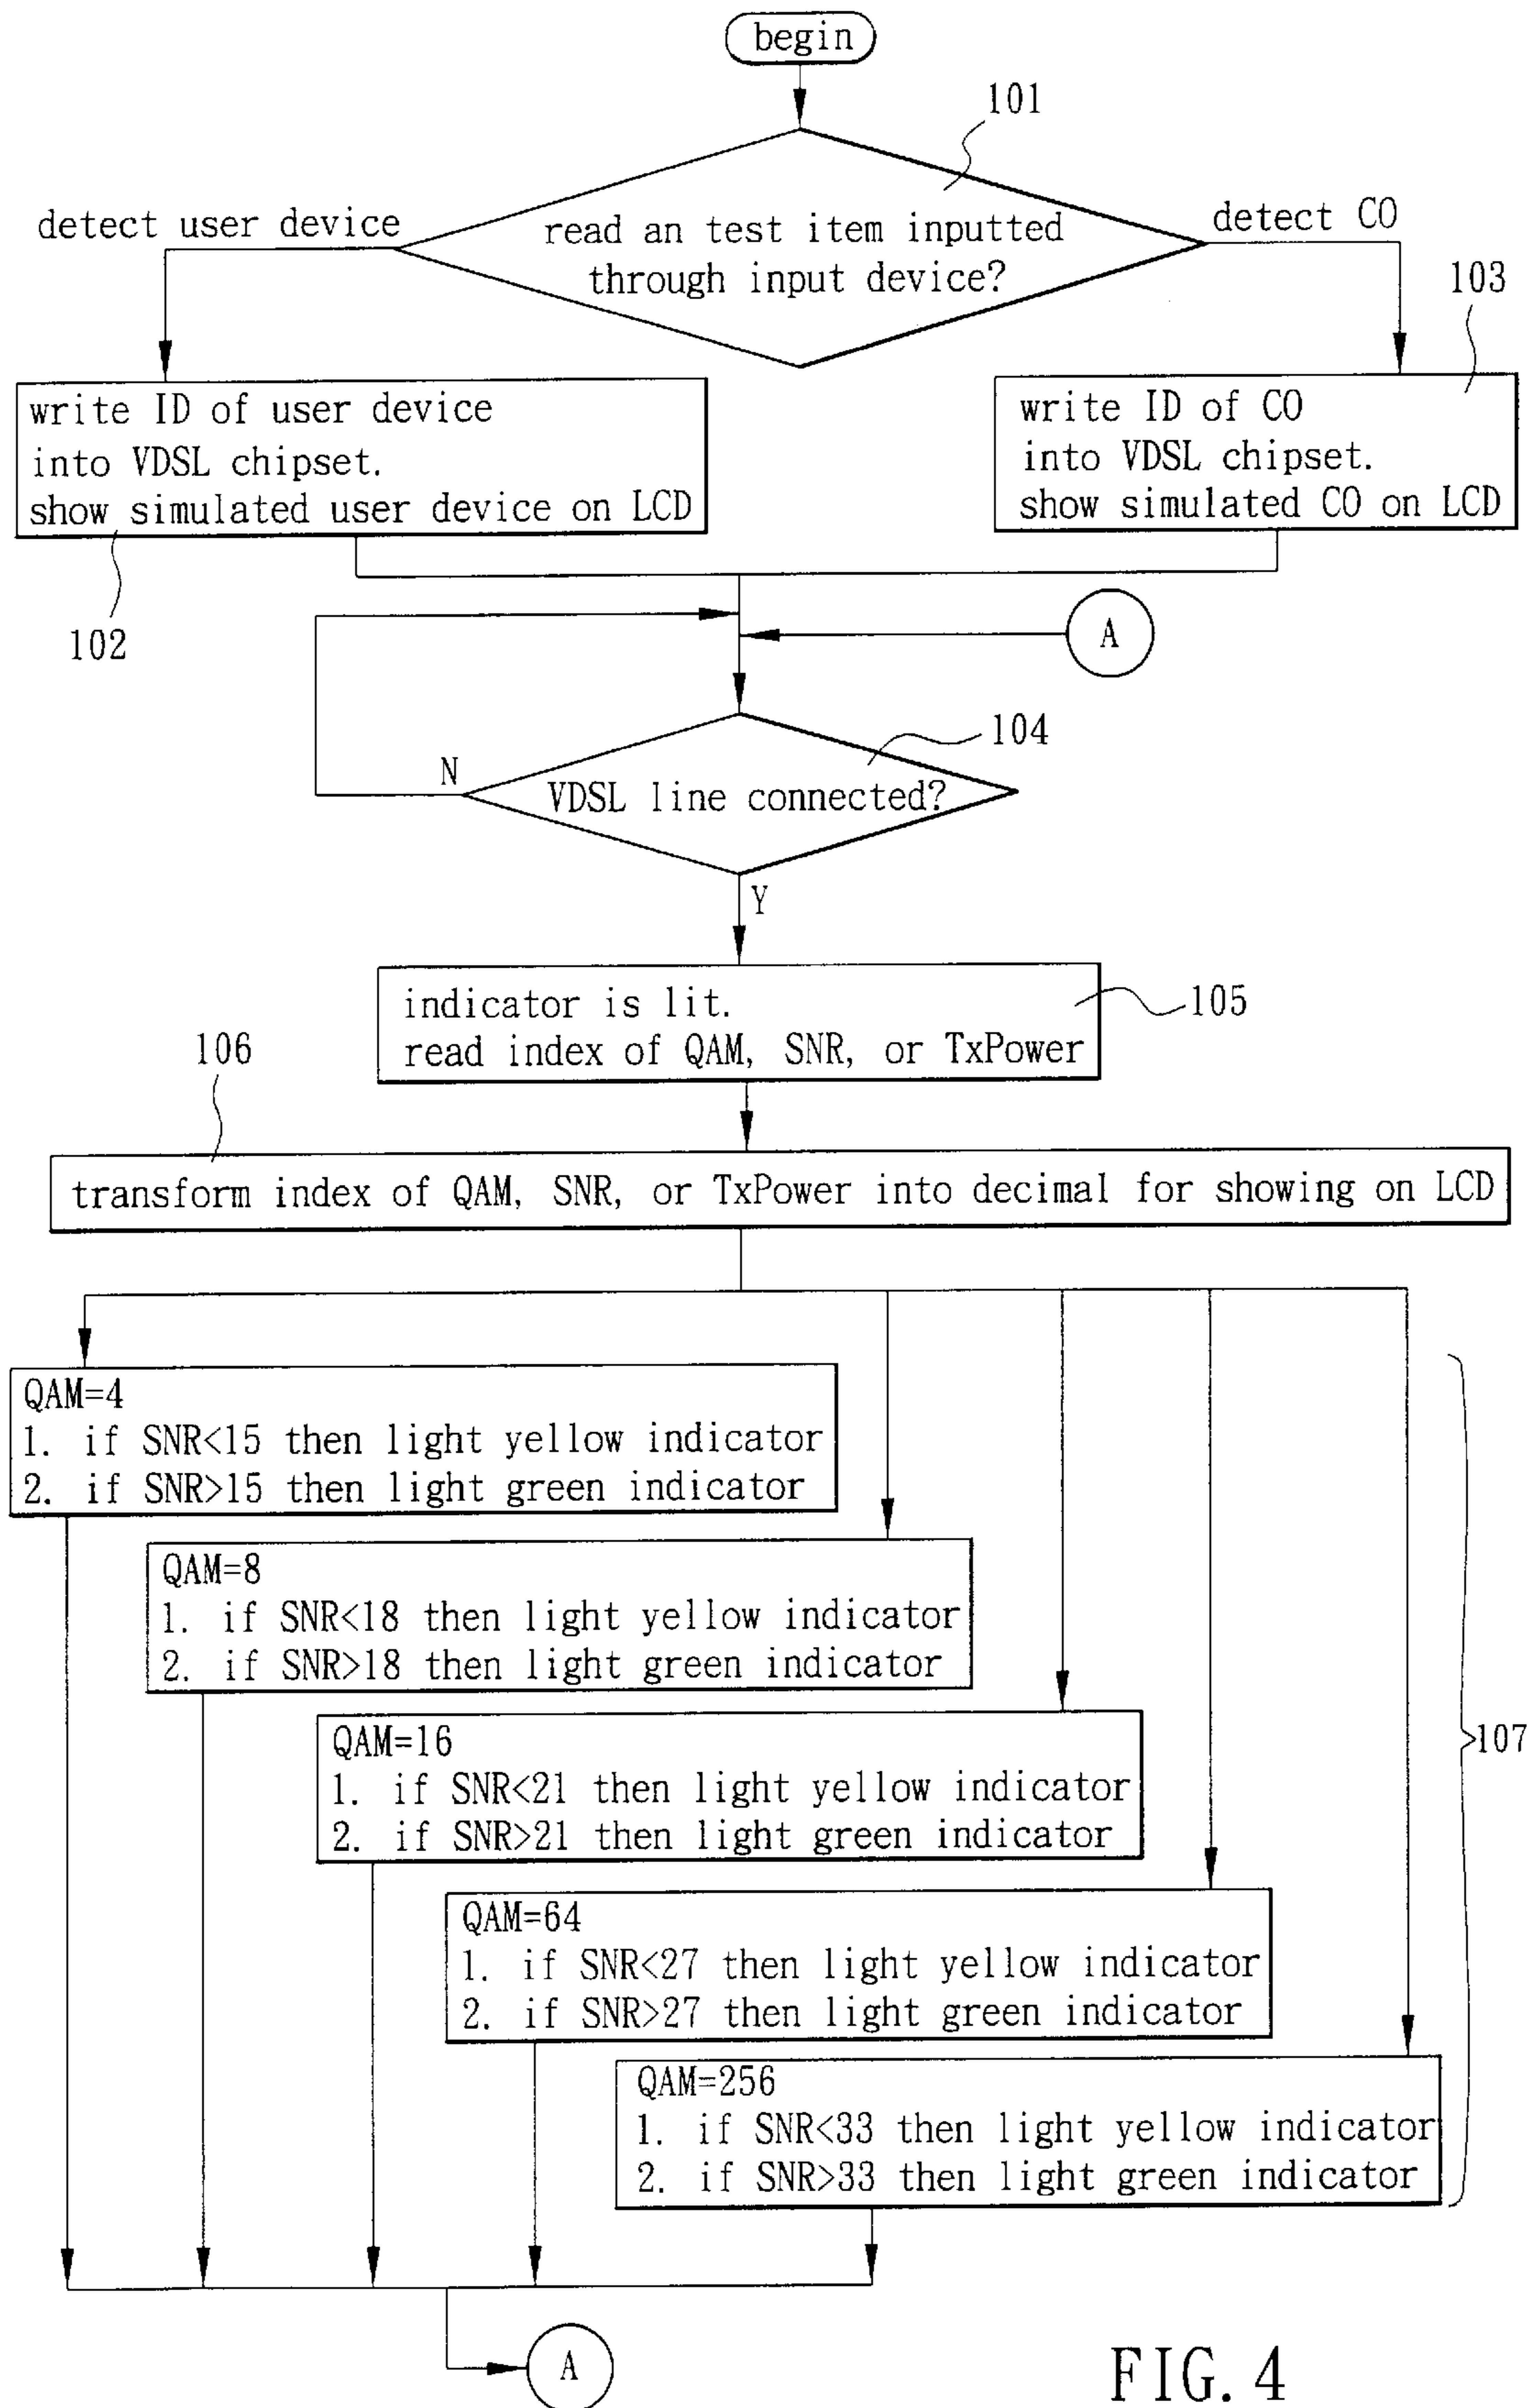 begin
101
detect user device
read an test item inputted
through input device?
detect CO
103
write ID of user device
into VDSL chipset.
show simulated user device on LCD
write ID of CO
into VDSL chipset.
show simulated CO on LCD
102
A
104
N
VDSL line connected?
Y
indicator is lit.
read index of QAM, SNR, or TxPower
105
106
transform index of QAM, SNR, or TxPower into decimal for showing on LCD
QAM=4
1. if SNR<15 then light yellow indicator
2. if SNR>15 then light green indicator
QAM=8
1. if SNR<18 then light yellow indicator
2. if SNR>18 then light green indicator
QAM=16
1. if SNR<21 then light yellow indicator
2. if SNR>21 then light green indicator
107
QAM=64
1. if SNR<27 then light yellow indicator
2. if SNR>27 then light green indicator
QAM=256
1. if SNR<33 then light yellow indicator
2. if SNR>33 then light green indicator
A
FIG. 4